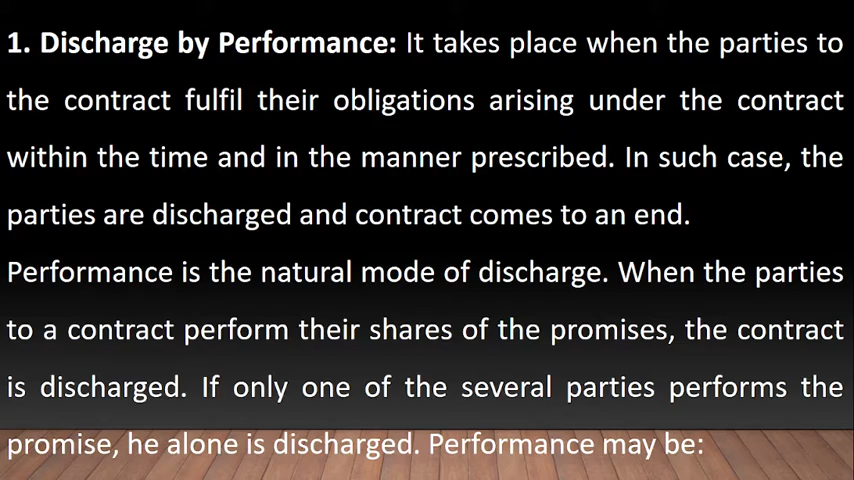 1. Discharge by Performance: It takes place when the parties to
the contract fulfil their obligations arising under the contract
within the time and in the manner prescribed. In such case, the
parties are discharged and contract comes to an end.
Performance is the natural mode of discharge. When the parties
to a contract perform their shares of the promises, the contract
is discharged. If only one of the several parties performs the
promise, he alone is discharged. Performance may be: